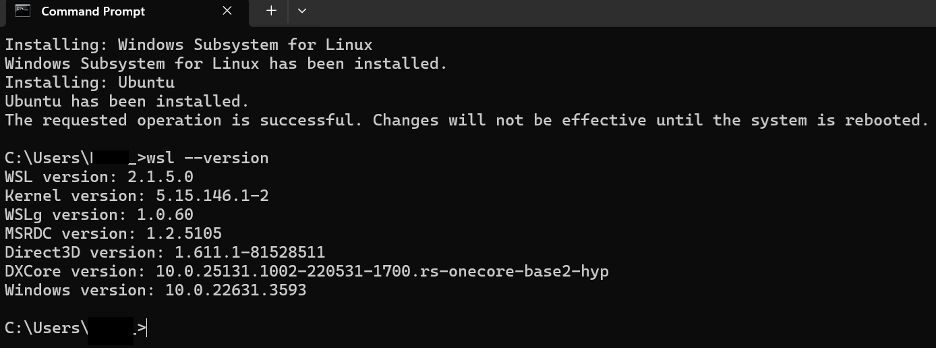 Command Prompt
Installing: Windows Subsystem for Linux
Windows Subsystem for Linux has been installed.
Installing: Ubuntu
Ubuntu has been installed.
The requested operation is successful. Changes will not be effective until the system is rebooted.
C:\Users\ _>wsl --version
WSL version: 2.1.5.0
Kernel version: 5.15.146.1-2
WSLg version: 1.0.60
MSRDC version: 1.2.5105
Direct3D version: 1.611.1-81528511
DXCore version: 10.0.25131.1002-220531-1700.rs-onecore-base2-hyp
Windows version: 10.0.22631.3593
C:\Users\ _>